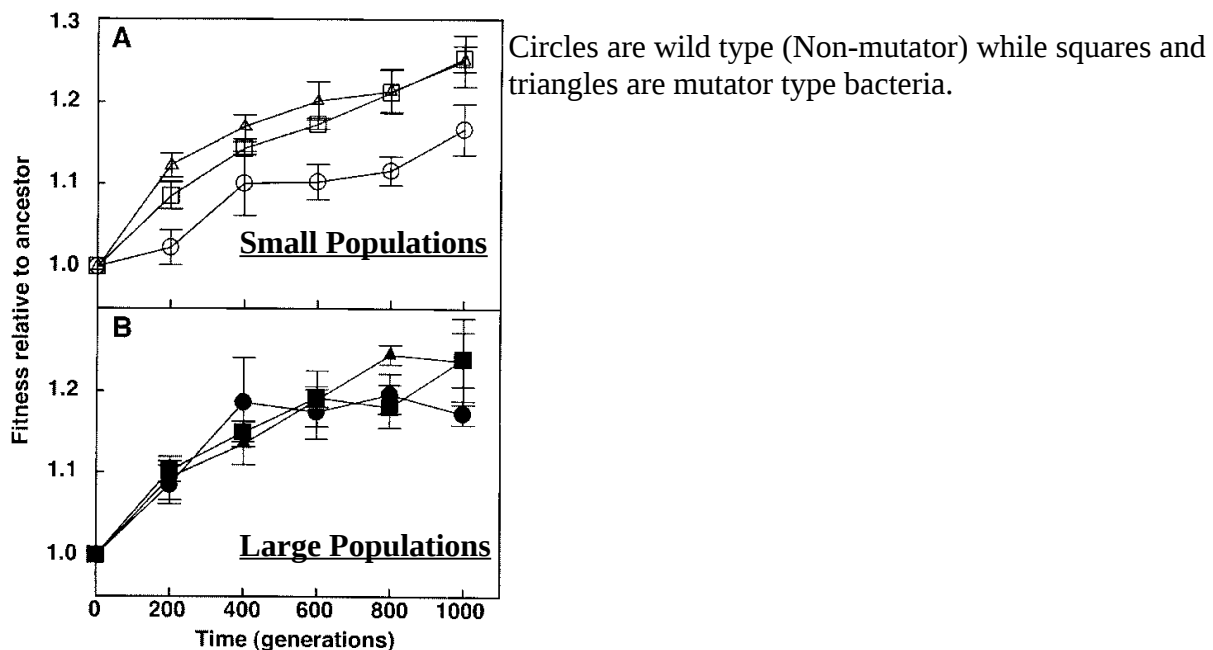 1.3
A
Circles are wild type (Non-mutator) while squares and
triangles are mutator type bacteria.
1.2
1.1
1.0
Small Populations
Fitness relative to ancestor
B
1.2
1.1
1.0
Large Populations
0 200 400 600 800 1000
Time (generations)